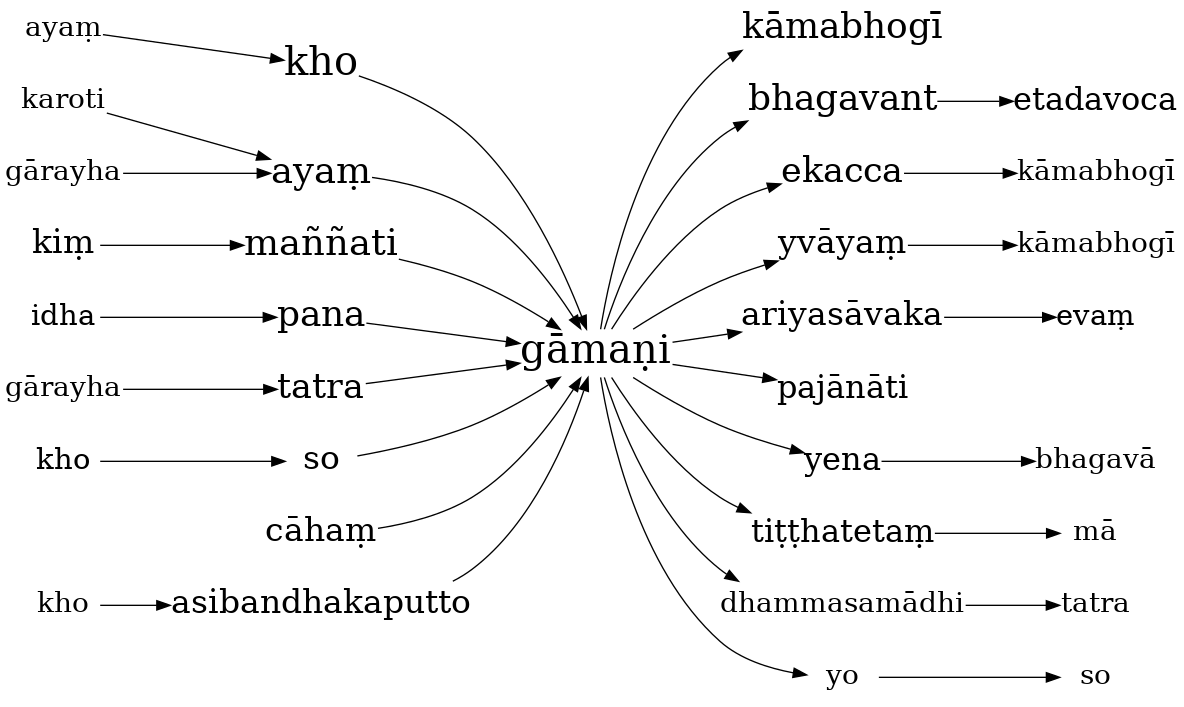 ayaṃ
kho
karoti
gārayha
ayaṃ
kiṃ
maññati
idha
pana
gārayha
tatra
kho
so
cāhaṃ
kho
asibandhakaputto
gāmaṇi
kāmabhogī
bhagavant
etadavoca
ekacca
kāmabhogī
yvāyaṃ
kāmabhogī
ariyasāvaka
evaṃ
pajānāti
yena
bhagavā
tiṭṭhatetaṃ
mā
dhammasamādhi
tatra
yo
so